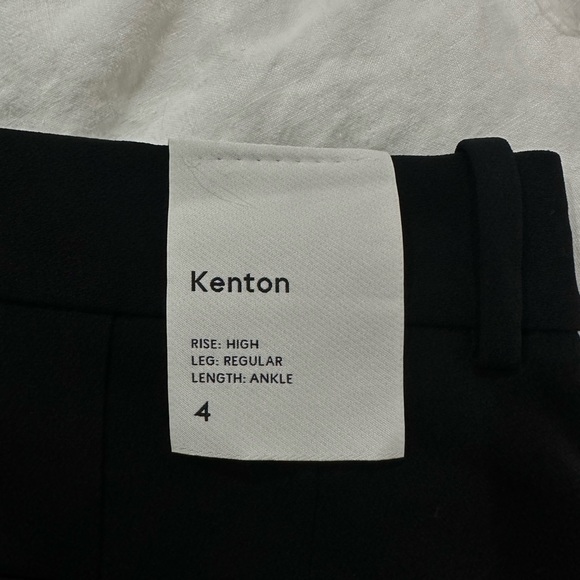 Kenton
RISE: HIGH
LEG: REGULAR
LENGTH: ANKLE
4